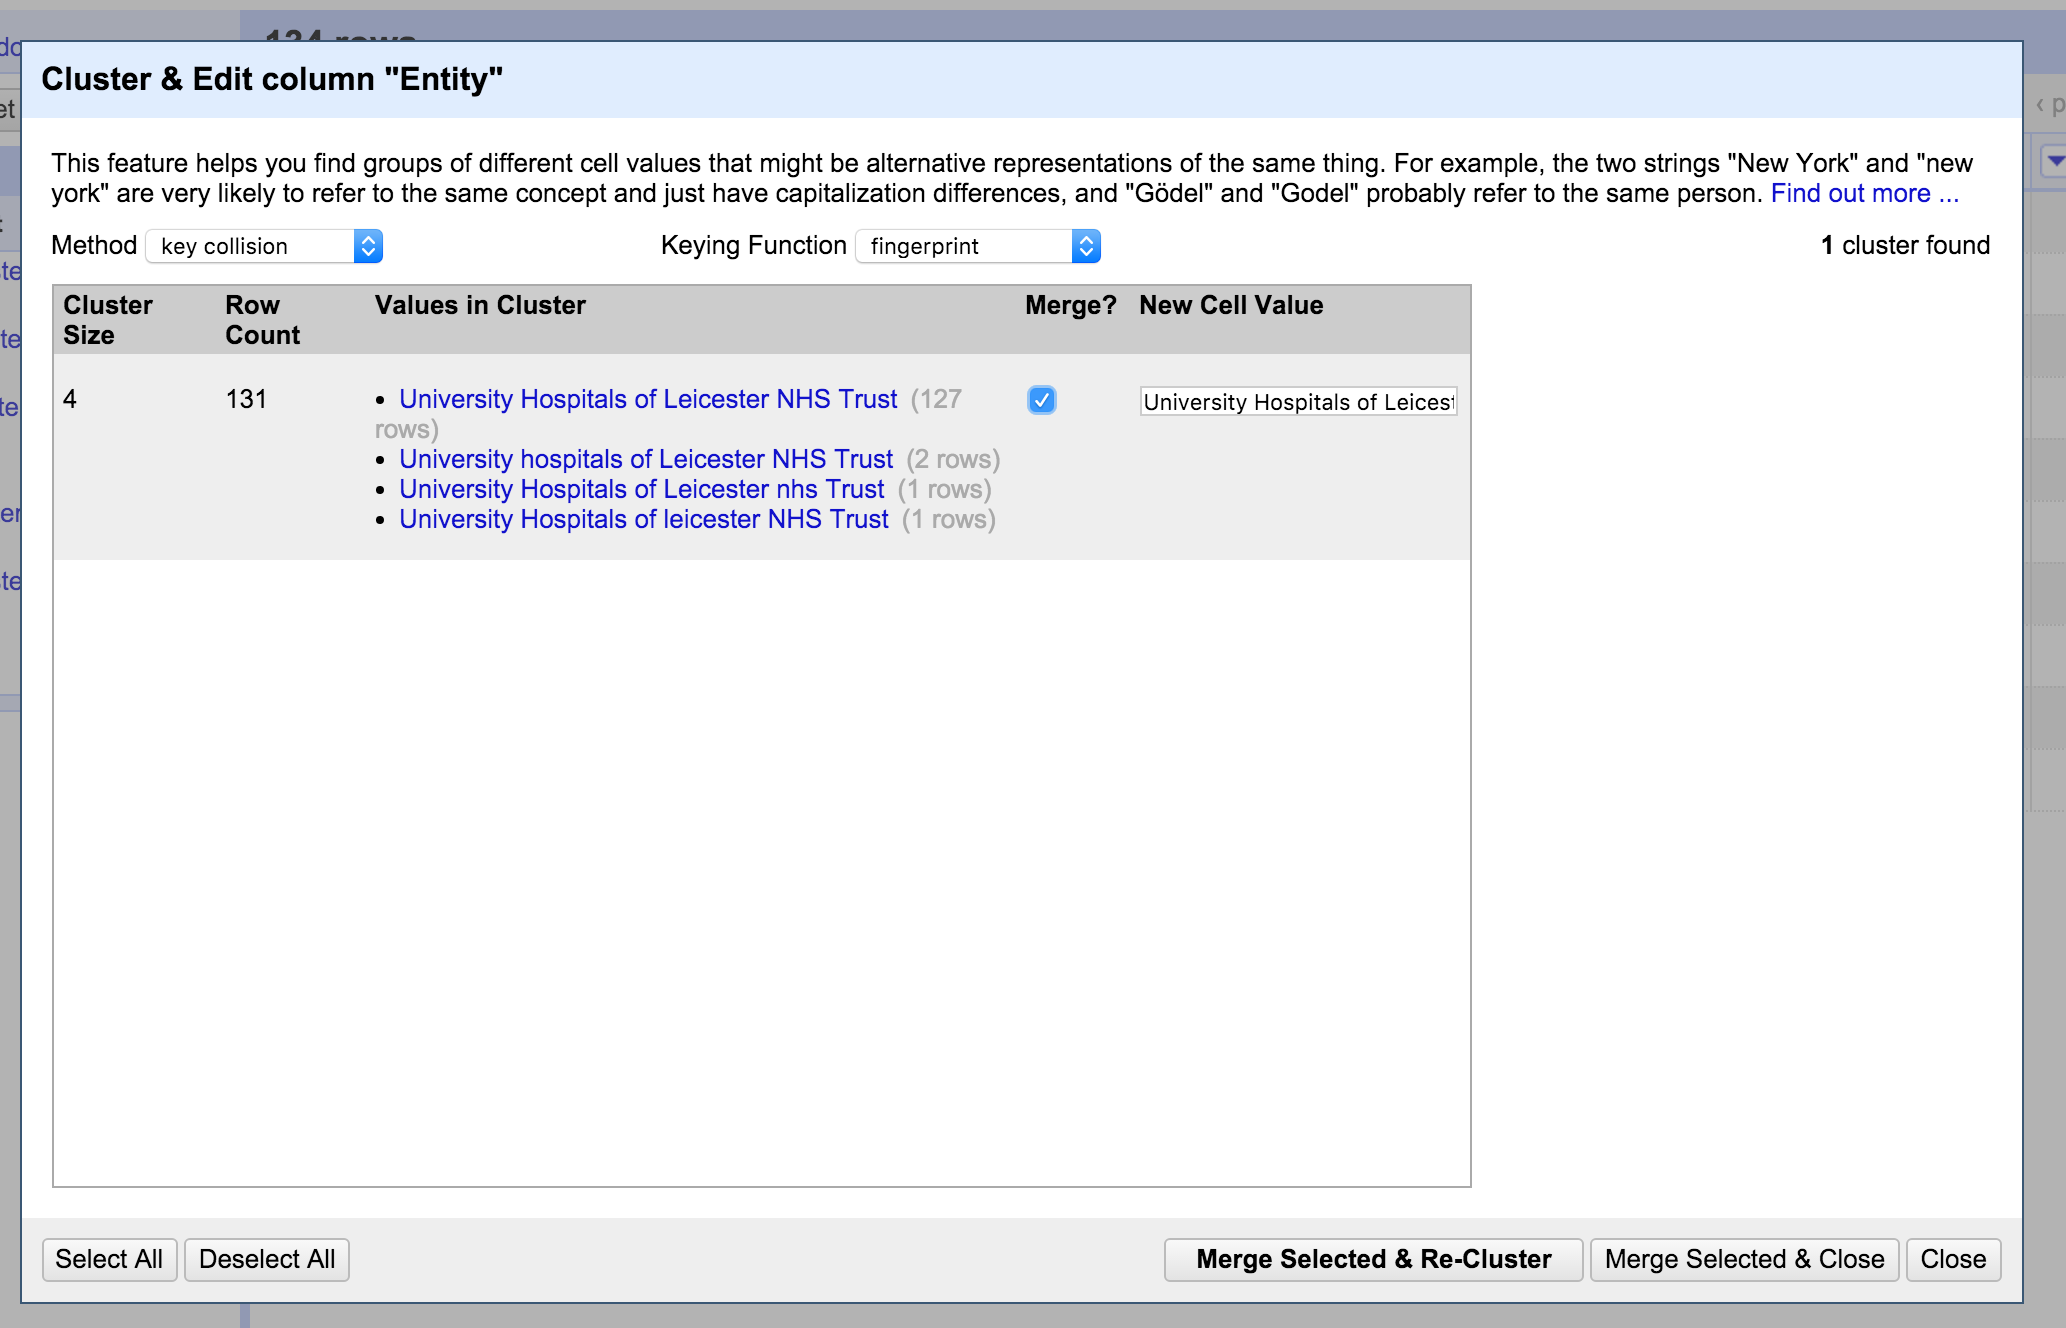 134 rows
Cluster & Edit column "Entity"
This feature helps you find groups of different cell values that might be alternative representations of the same thing. For example, the two strings "New York" and "new
york" are very likely to refer to the same concept and just have capitalization differences, and "Gödel" and "Godel" probably refer to the same person. Find out more ...
Method key collision Keying Function fingerprint 1 cluster found
Cluster Size Row Count Values in Cluster Merge? New Cell Value
4 131 • University Hospitals of Leicester NHS Trust (127 University Hospitals of Leicest
rows)
• University hospitals of Leicester NHS Trust (2 rows)
• University Hospitals of Leicester nhs Trust (1 rows)
• University Hospitals of leicester NHS Trust (1 rows)
Select All Deselect All Merge Selected & Re-Cluster Merge Selected & Close Close